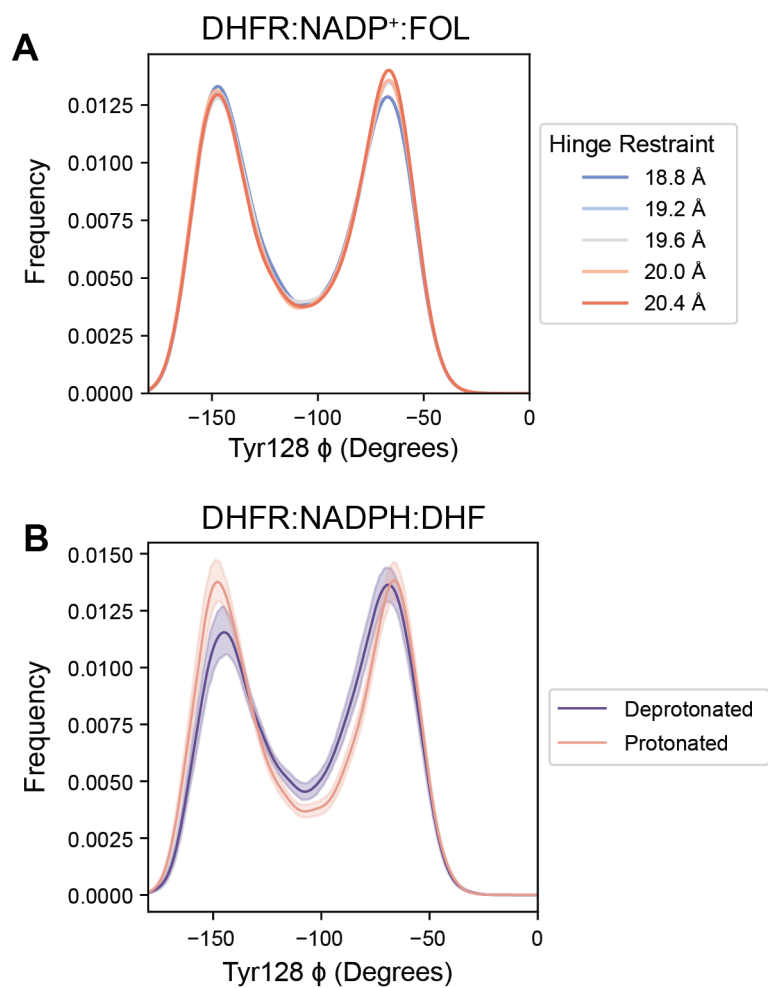 A
DHFR:NADP⁺:FOL
Frequency
0.0125
0.0100
0.0075
0.0050
0.0025
0.0000
−150
−100
−50
0
Tyr128 ϕ (Degrees)
Hinge Restraint
18.8 Å
19.2 Å
19.6 Å
20.0 Å
20.4 Å
B
DHFR:NADPH:DHF
Frequency
0.0150
0.0125
0.0100
0.0075
0.0050
0.0025
0.0000
−150
−100
−50
0
Tyr128 ϕ (Degrees)
Deprotonated
Protonated